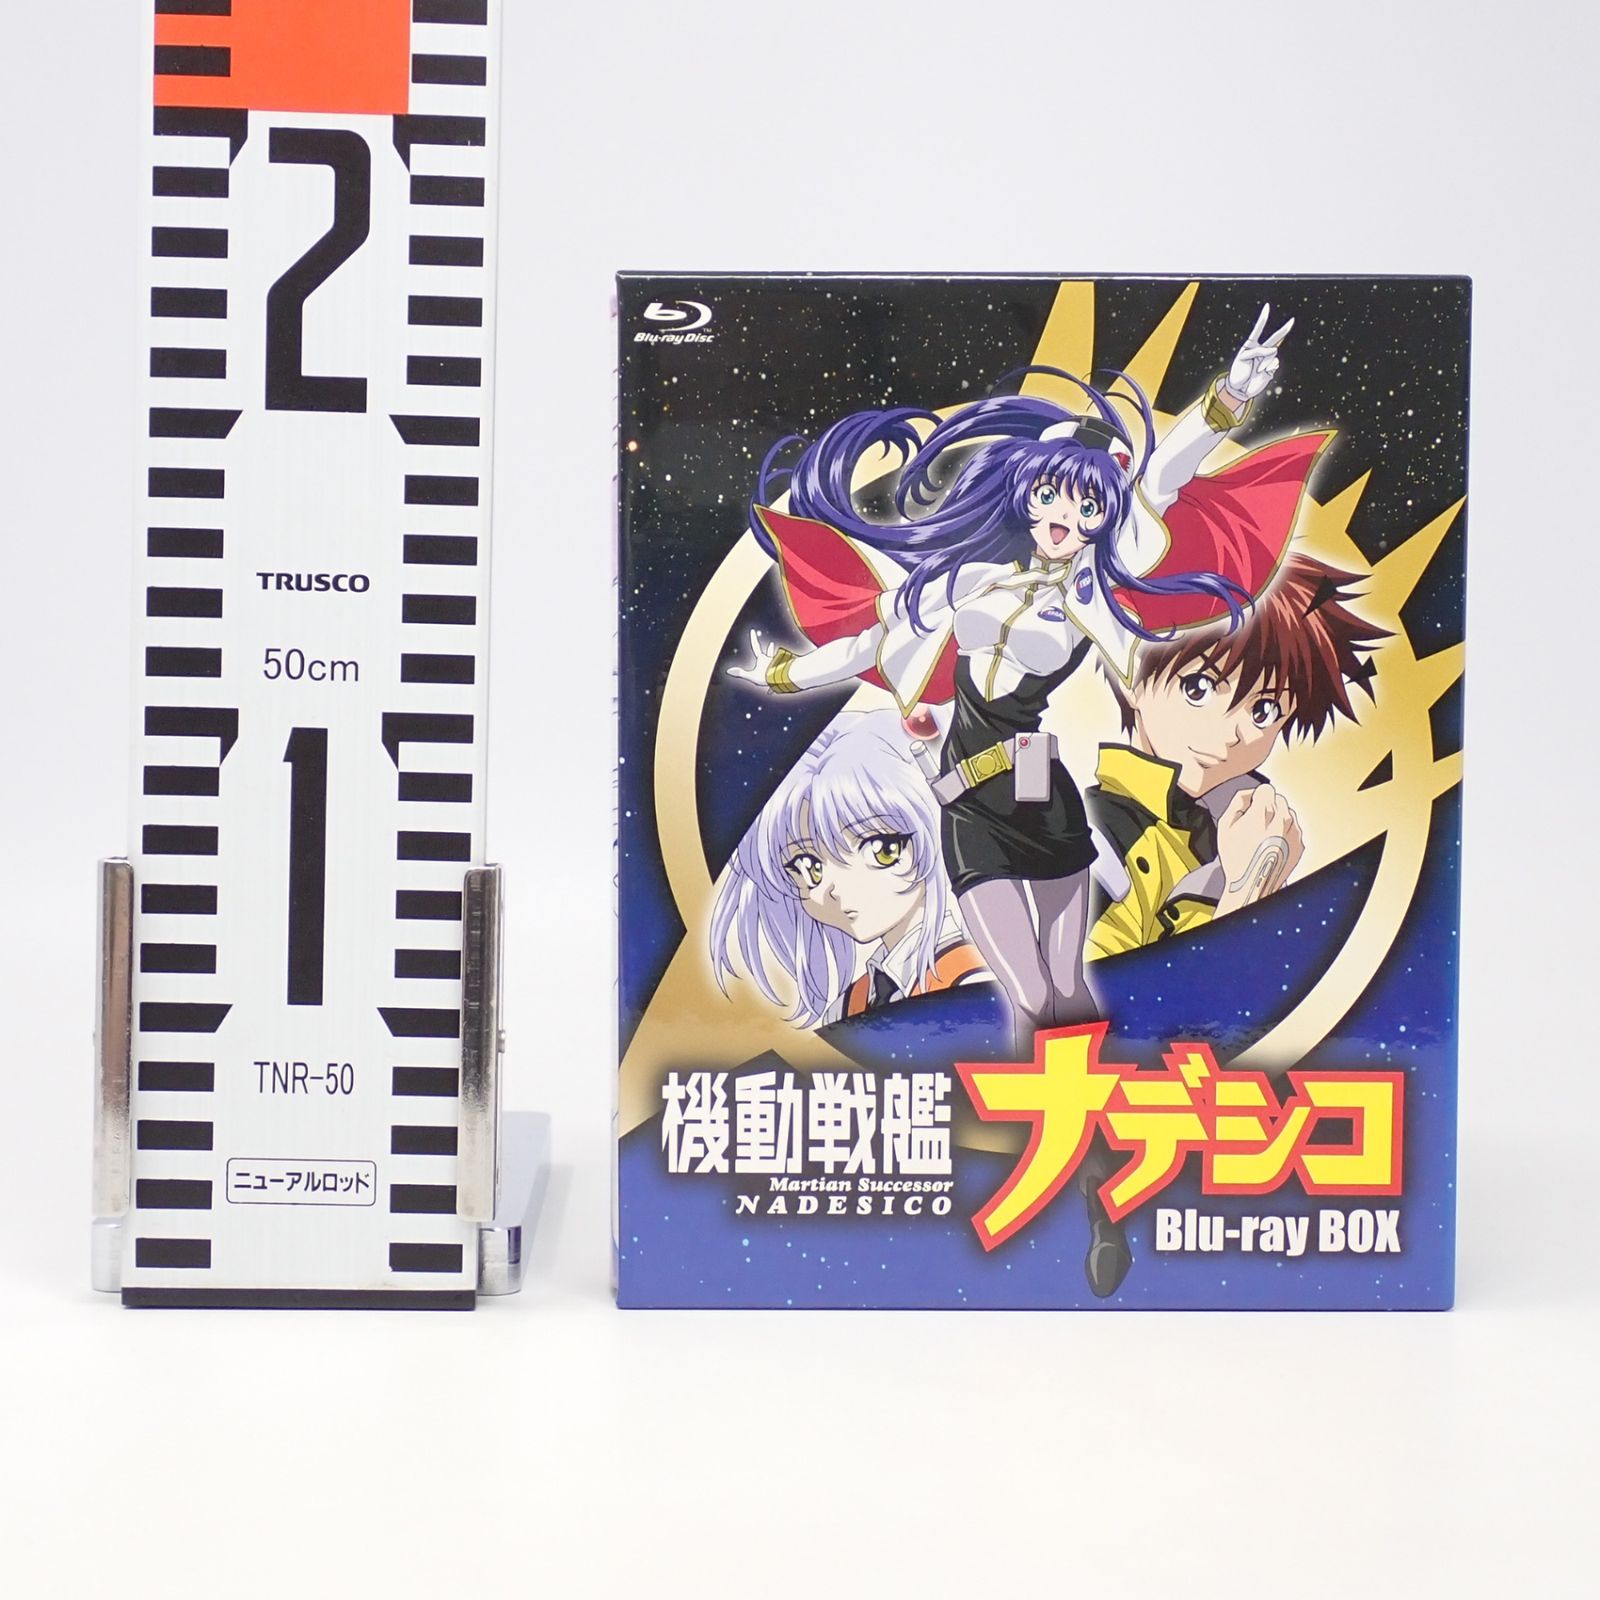 2
TRUSCO
50cm
1
TNR-50
ニューアルロッド
Blu-ray Disc™
機動戦艦
ナデシコ
Martian Successor
NADESICO
Blu-ray BOX